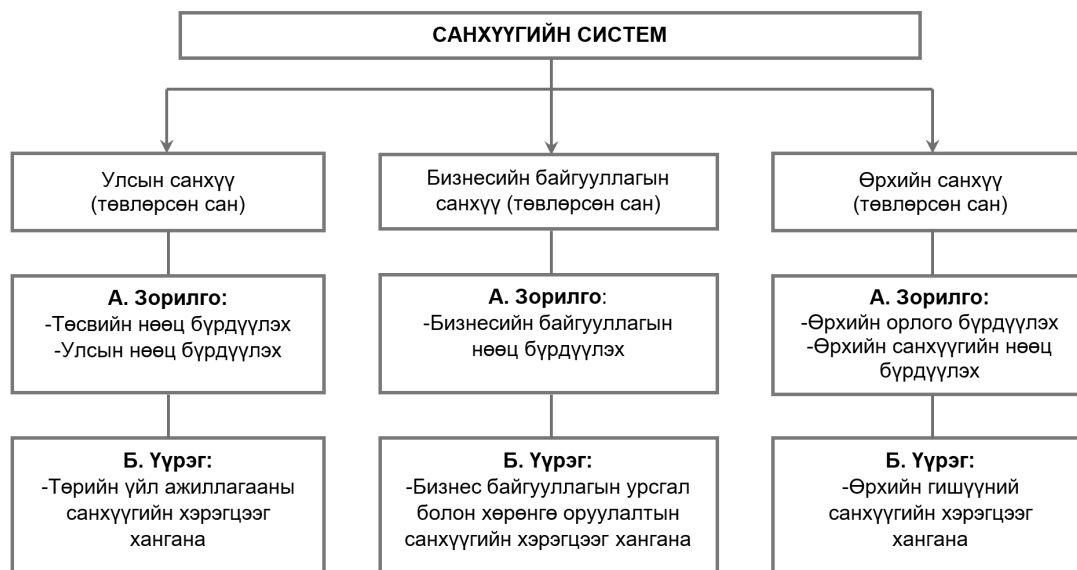 САНХҮҮГИЙН СИСТЕМ
Улсын санхүү
(төвлөрсөн сан)
Бизнесийн байгууллагын
санхүү (төвлөрсөн сан)
Өрхийн санхүү
(төвлөрсөн сан)
А. Зорилго:
-Төсвийн нөөц бүрдүүлэх
-Улсын нөөц бүрдүүлэх
А. Зорилго:
-Бизнесийн байгууллагын
нөөц бүрдүүлэх
А. Зорилго:
-Өрхийн орлого бүрдүүлэх
-Өрхийн санхүүгийн нөөц
бүрдүүлэх
Б. Үүрэг:
-Төрийн үйл ажиллагааны
санхүүгийн хэрэгцээг
хангана
Б. Үүрэг:
-Бизнес байгууллагын урсгал
болон хөрөнгө оруулалтын
санхүүгийн хэрэгцээг хангана
Б. Үүрэг:
-Өрхийн гишүүний
санхүүгийн хэрэгцээг
хангана